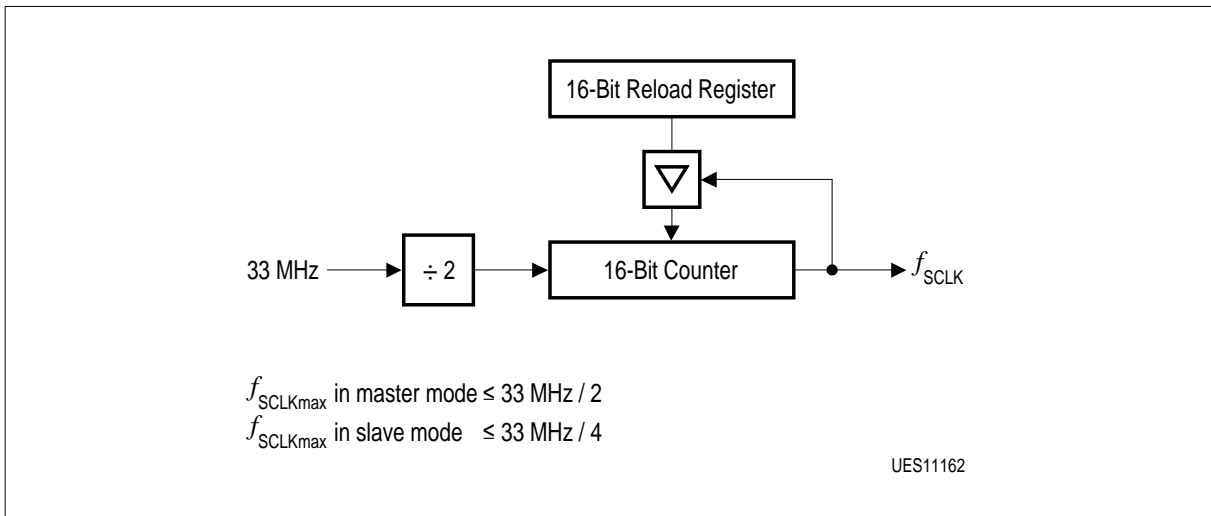 16-Bit Reload Register
33 MHz
÷ 2
16-Bit Counter
fSCLK
fSCLKmax in master mode ≤ 33 MHz / 2
fSCLKmax in slave mode ≤ 33 MHz / 4
UES11162